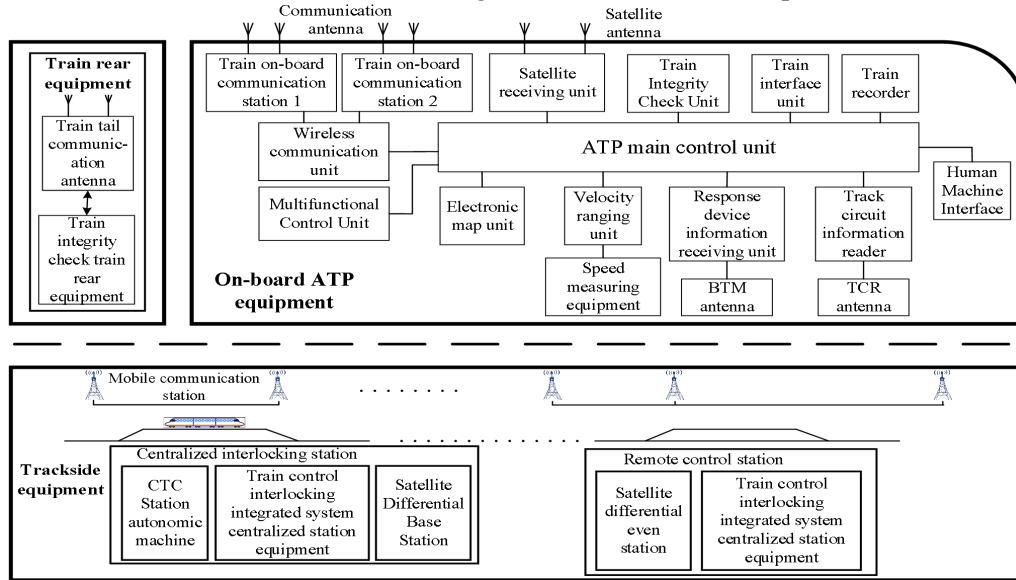 Communication
antenna
Satellite
antenna
Train rear
equipment
Train tail
communic-
ation
antenna
Train
integrity
check train
rear
equipment
Train on-board
communication
station 1
Train on-board
communication
station 2
Satellite
receiving unit
Train
Integrity
Check Unit
Train
interface
unit
Train
recorder
Wireless
communication
unit
ATP main control unit
Human
Machine
Interface
Multifunctional
Control Unit
Electronic
map unit
Velocity
ranging
unit
Response
device
information
receiving unit
Track
circuit
information
reader
On-board ATP
equipment
Speed
measuring
equipment
BTM
antenna
TCR
antenna
Mobile communication
station
Trackside
equipment
Centralized interlocking station
CTC
Station
autonomic
machine
Train control
interlocking
integrated system
centralized station
equipment
Satellite
Differential
Base
Station
Remote control station
Satellite
differential
even
station
Train control
interlocking
integrated system
centralized station
equipment